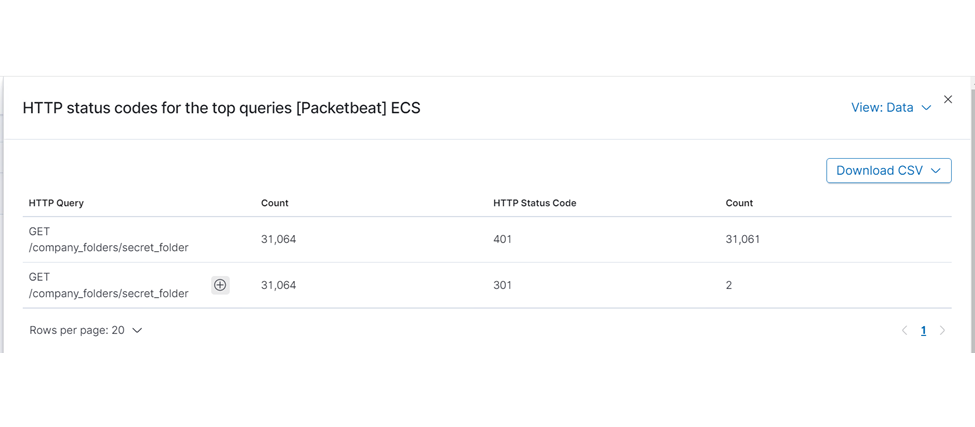 HTTP status codes for the top queries [Packetbeat] ECS
View: Data
Download CSV
HTTP Query Count HTTP Status Code Count
GET
/company_folders/secret_folder 31,064 401 31,061
GET
/company_folders/secret_folder 31,064 301 2
Rows per page: 20
1